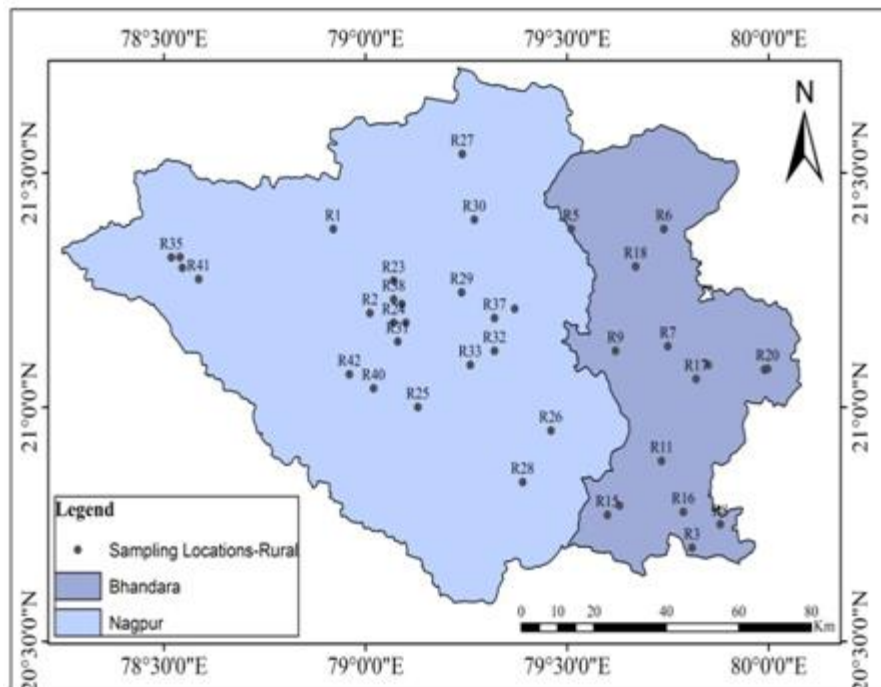 78°30'0"E 79°0'0"E 79°30'0"E 80°0'0"E
N
21°30'0"N 21°30'0"N
R27
R30
R1
R5
R6
R35
R18
R41
R23
R38
R29
R2
R24
R37
R31
R32
R33
R9
R7
R17
R20
R42
R40
R25
R26
21°0'0"N 21°0'0"N
R11
R28
R15
R16
R3
Legend
Sampling Locations-Rural
Bhandara
Nagpur
0 10 20 40 60 80
Km
20°30'0"N 20°30'0"N
78°30'0"E 79°0'0"E 79°30'0"E 80°0'0"E